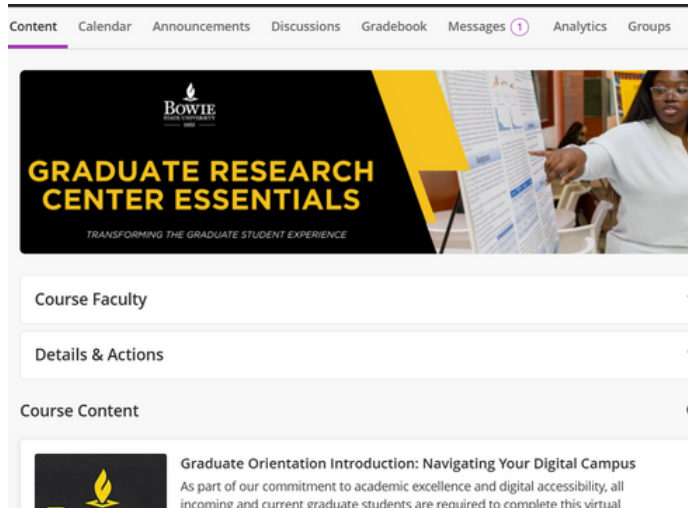 Content Calendar Announcements Discussions Gradebook Messages 1 Analytics Groups
BOWIE
STATE UNIVERSITY
GRADUATE RESEARCH
CENTER ESSENTIALS
TRANSFORMING THE GRADUATE STUDENT EXPERIENCE
Course Faculty
Details & Actions
Course Content
Graduate Orientation Introduction: Navigating Your Digital Campus
As part of our commitment to academic excellence and digital accessibility, all
incoming and current graduate students are required to complete this virtual